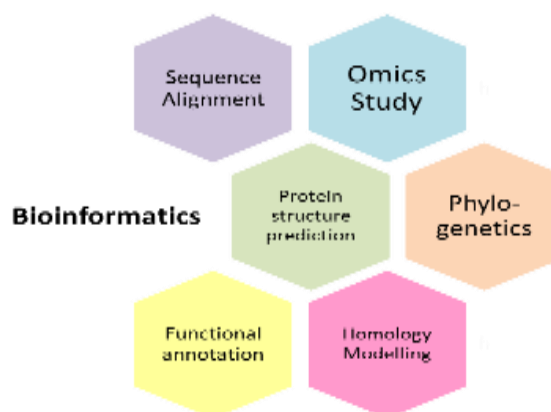 Sequence
Alignment
Omics
Study
Bioinformatics
Protein
structure
prediction
Phylo-
genetics
Functional
annotation
Homology
Modelling